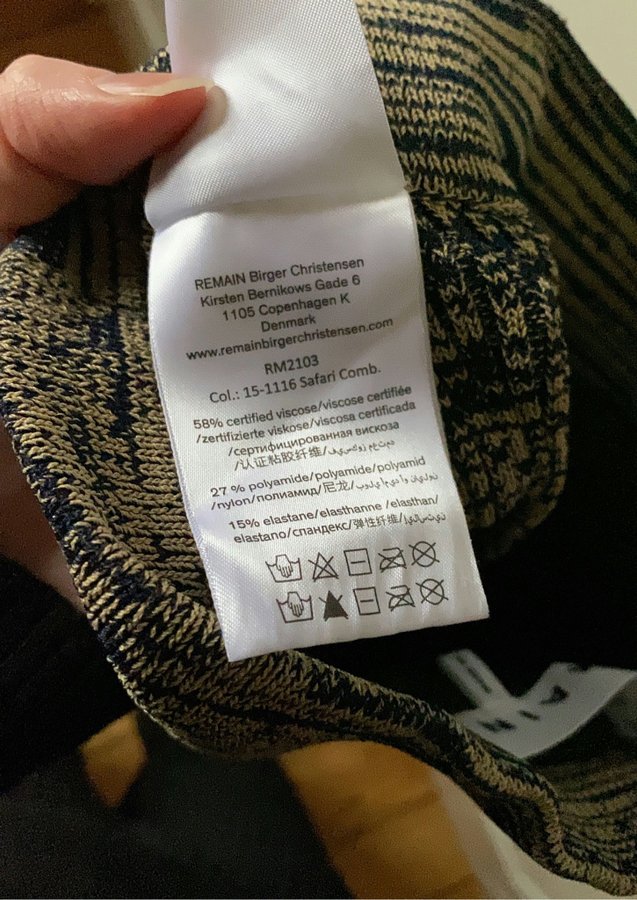 REMAIN Birger Christensen
Kirsten Bernikows Gade 6
1105 Copenhagen K
Denmark
www.remainbirgerchristensen.com
RM2103
Col.: 15-1116 Safari Comb.
58% certified viscose/viscose certifiée
/zertifizierte viskose/viscosa certificada
/сертифицированная вискоза
/认证粘胶纤维/
27 % polyamide/polyamide/polyamid
/nylon/полиамид/尼龙/
15% elastane/elasthanne /elasthan/
elastano/спандекс/弹性纤维/